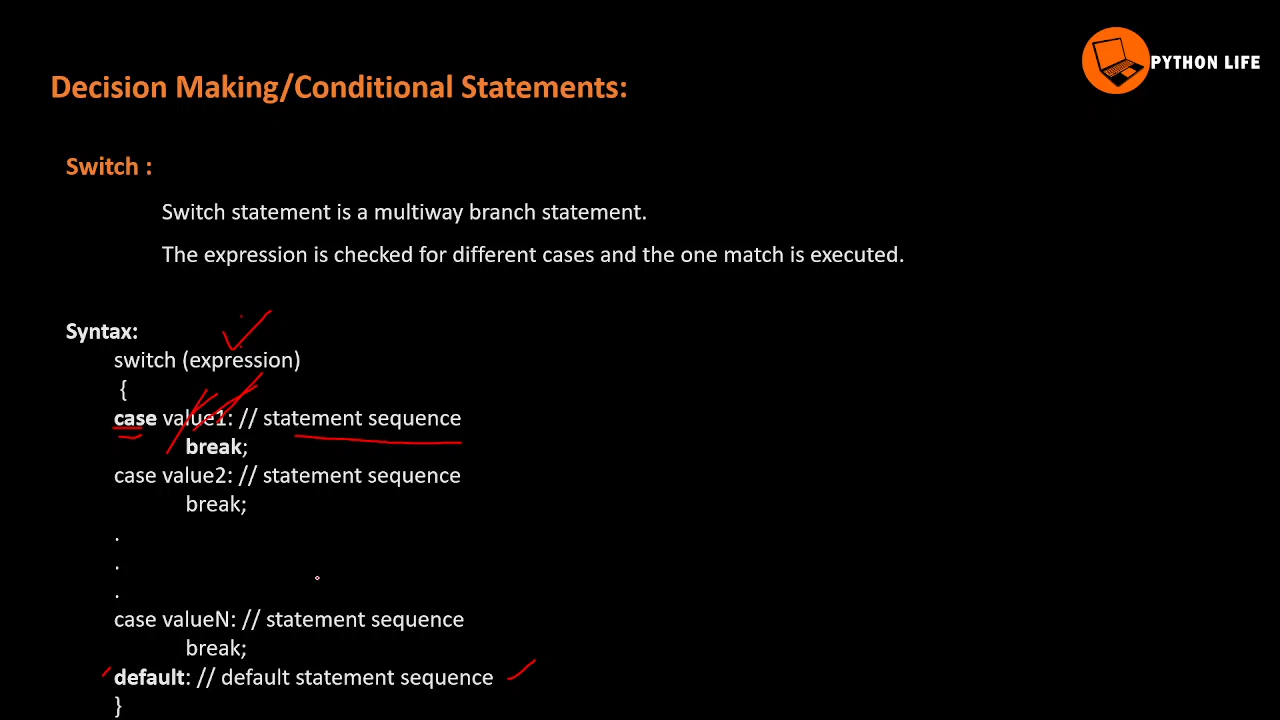 PYTHON LIFE
Decision Making/Conditional Statements:
Switch :
Switch statement is a multiway branch statement.
The expression is checked for different cases and the one match is executed.
Syntax:
switch (expression)
{
case value1: // statement sequence
break;
case value2: // statement sequence
break;
.
.
.
case valueN: // statement sequence
break;
default: // default statement sequence
}